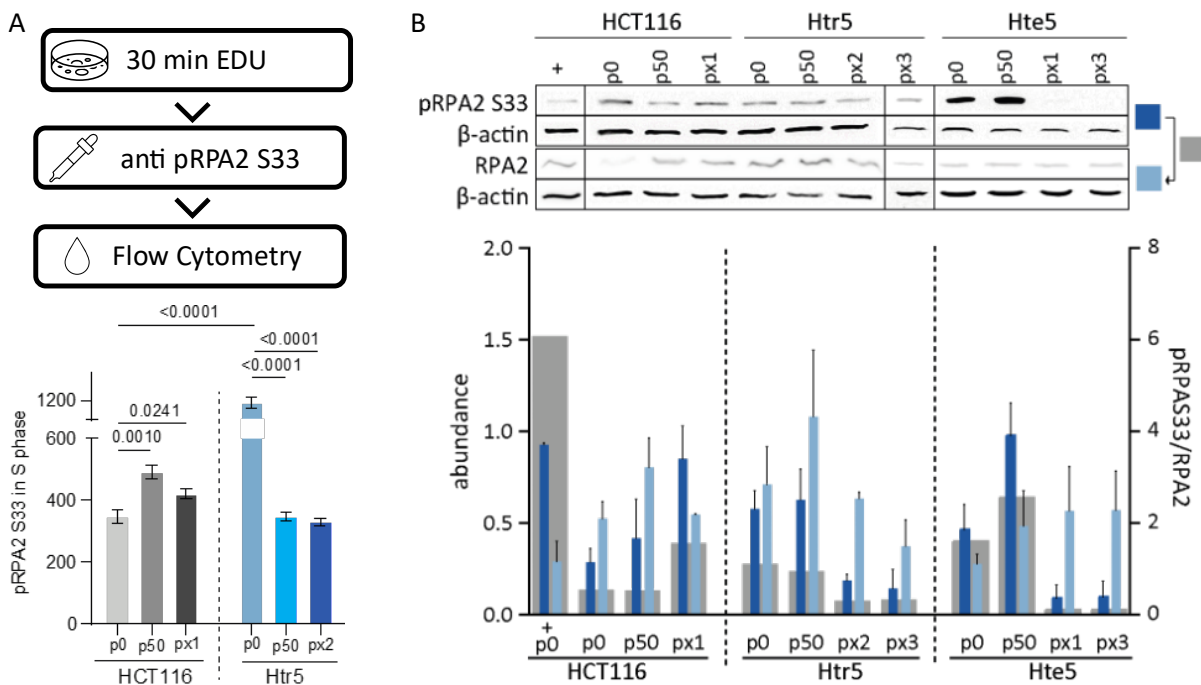 A
30 min EDU
anti pRPA2 S33
Flow Cytometry
<0.0001
<0.0001
<0.0001
0.0241
0.0010
pRPA2 S33 in S phase
1200
600
400
200
0
p0 p50 px1 p0 p50 px2
HCT116 Htr5
B
HCT116 Htr5 Hte5
+ p0 p50 px1 p0 p50 px2 px3 p0 p50 px1 px3
pRPA2 S33
β-actin
RPA2
β-actin
abundance
2.0
1.5
1.0
0.5
0.0
8
6
4
2
0
pRPAS33/RPA2
+
p0 p0 p50 px1 p0 p50 px2 px3 p0 p50 px1 px3
HCT116 Htr5 Hte5